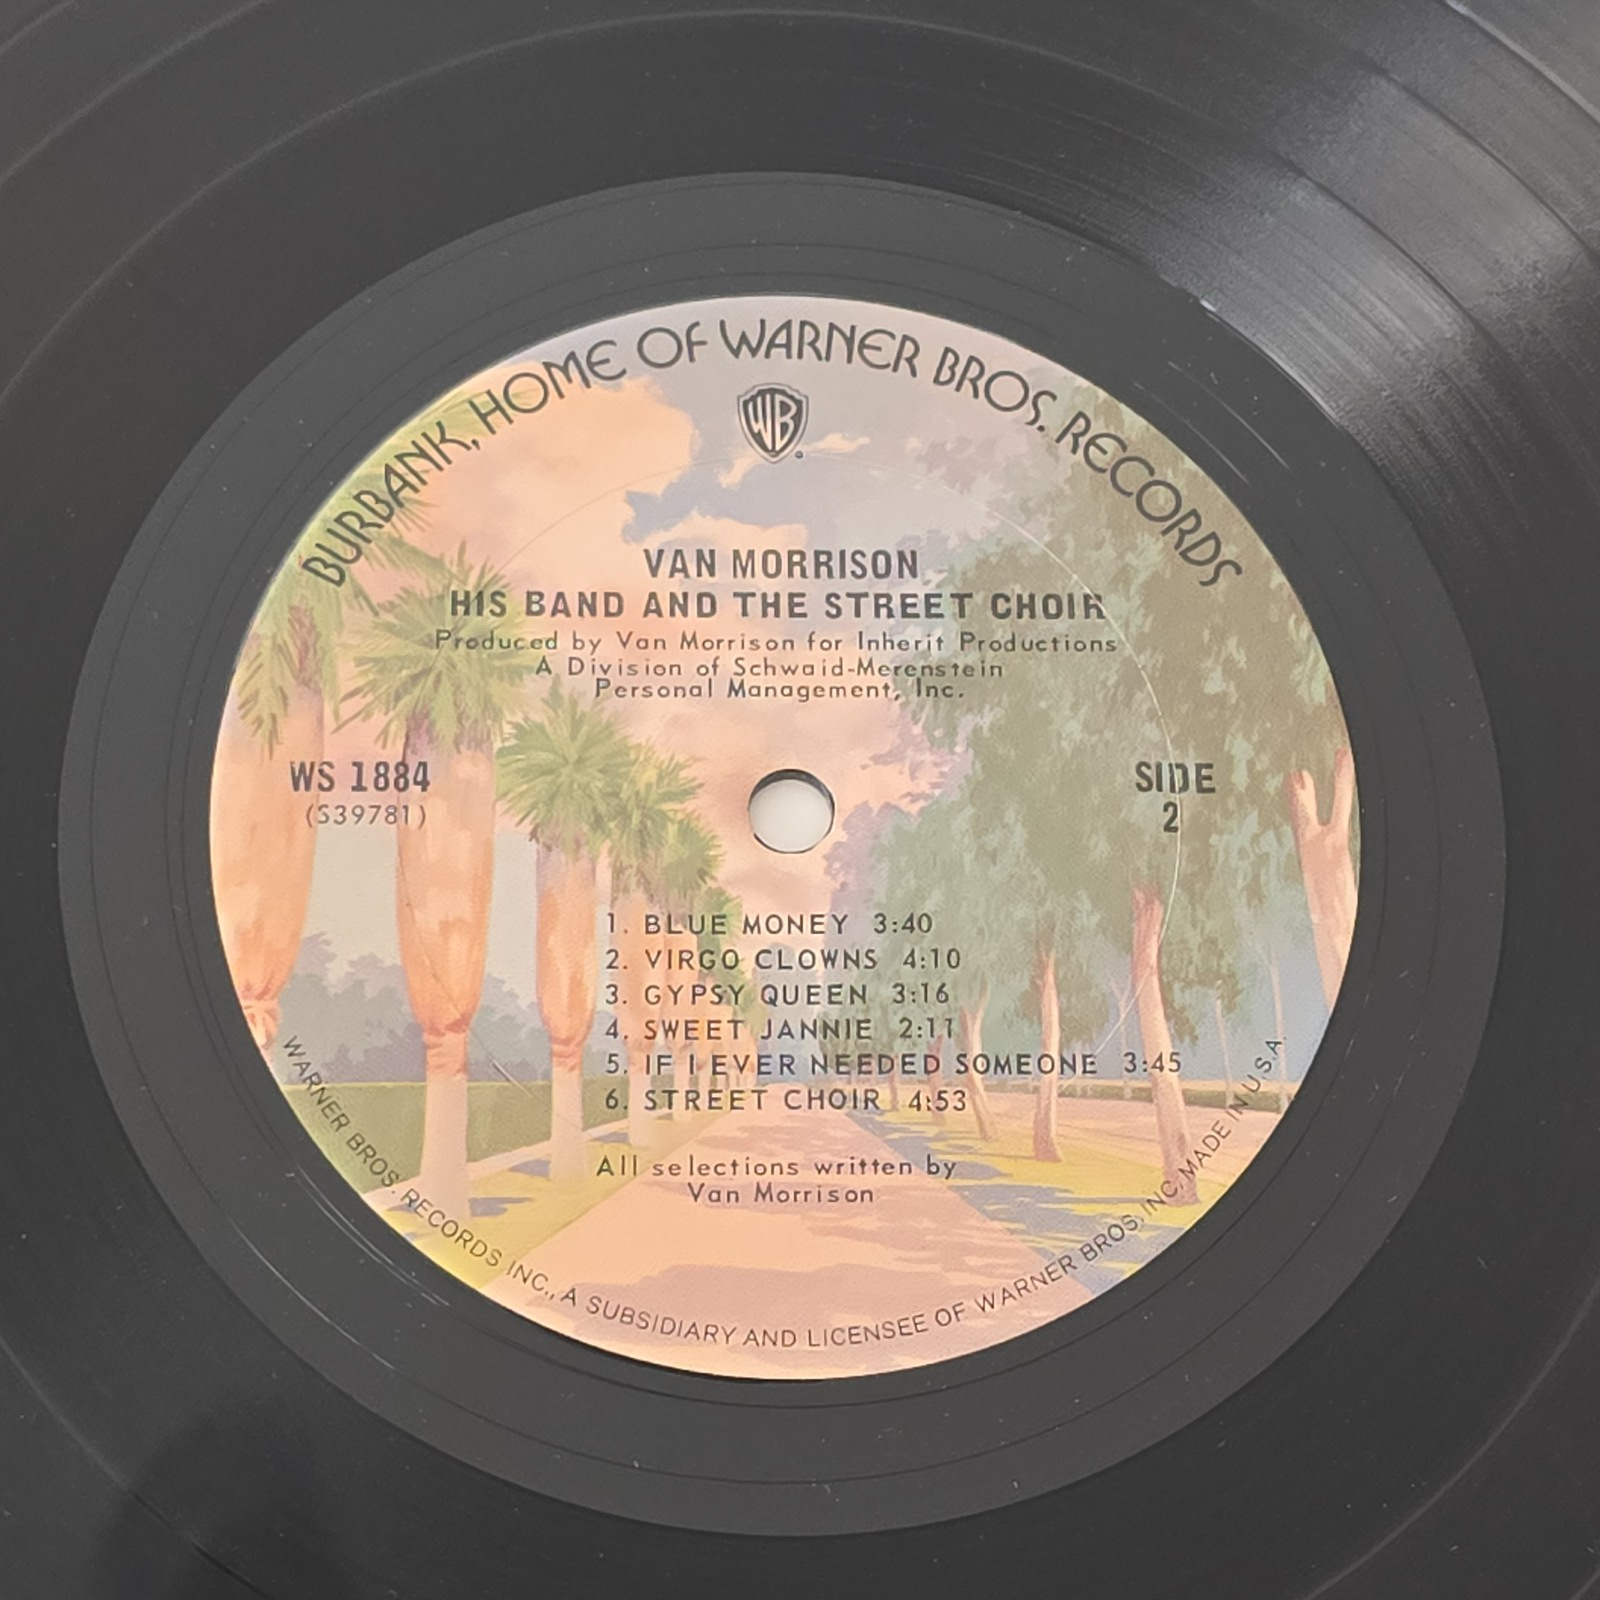 BURBANK, HOME OF WARNER BROS. RECORDS
WB
VAN MORRISON
HIS BAND AND THE STREET CHOIR
Produced by Van Morrison for Inherit Productions
A Division of Schwaid-Merenstein
Personal Management, Inc.
WS 1884
(S39781)
SIDE
2
1. BLUE MONEY 3:40
2. VIRGO CLOWNS 4:10
3. GYPSY QUEEN 3:16
4. SWEET JANNIE 2:11
5. IF I EVER NEEDED SOMEONE 3:45
6. STREET CHOIR 4:53
All selections written by
Van Morrison
WARNER BROS. RECORDS INC., A SUBSIDIARY AND LICENSEE OF WARNER BROS. INC. MADE IN U.S.A.